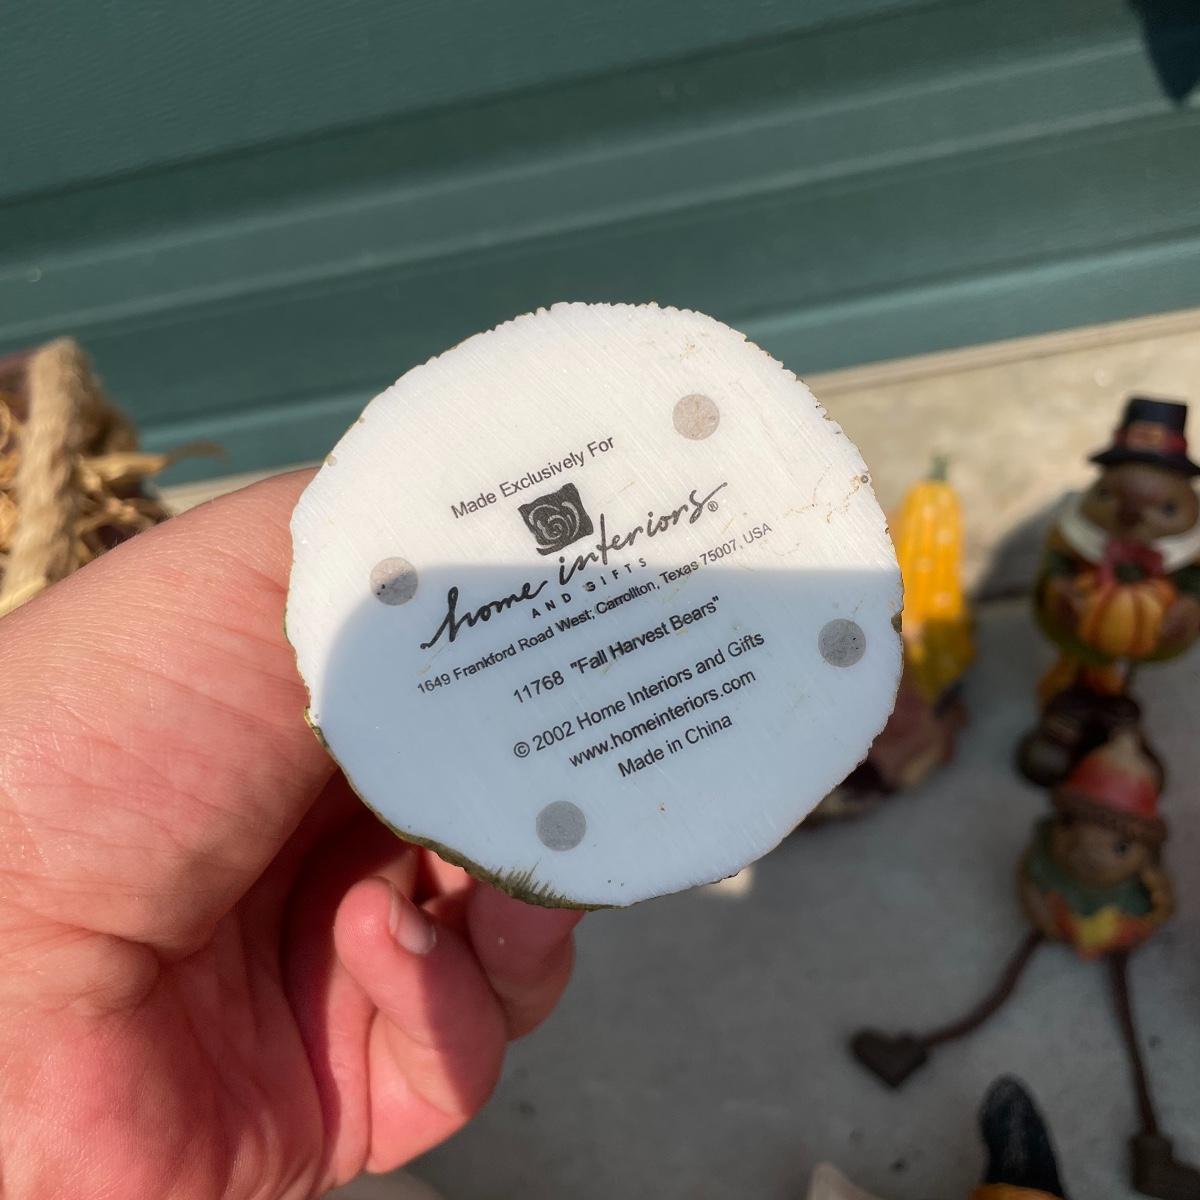 Made Exclusively For
home interiors®
AND GIFTS
1649 Frankford Road West, Carrollton, Texas 75007, USA
11768 "Fall Harvest Bears"
© 2002 Home Interiors and Gifts
www.homeinteriors.com
Made in China